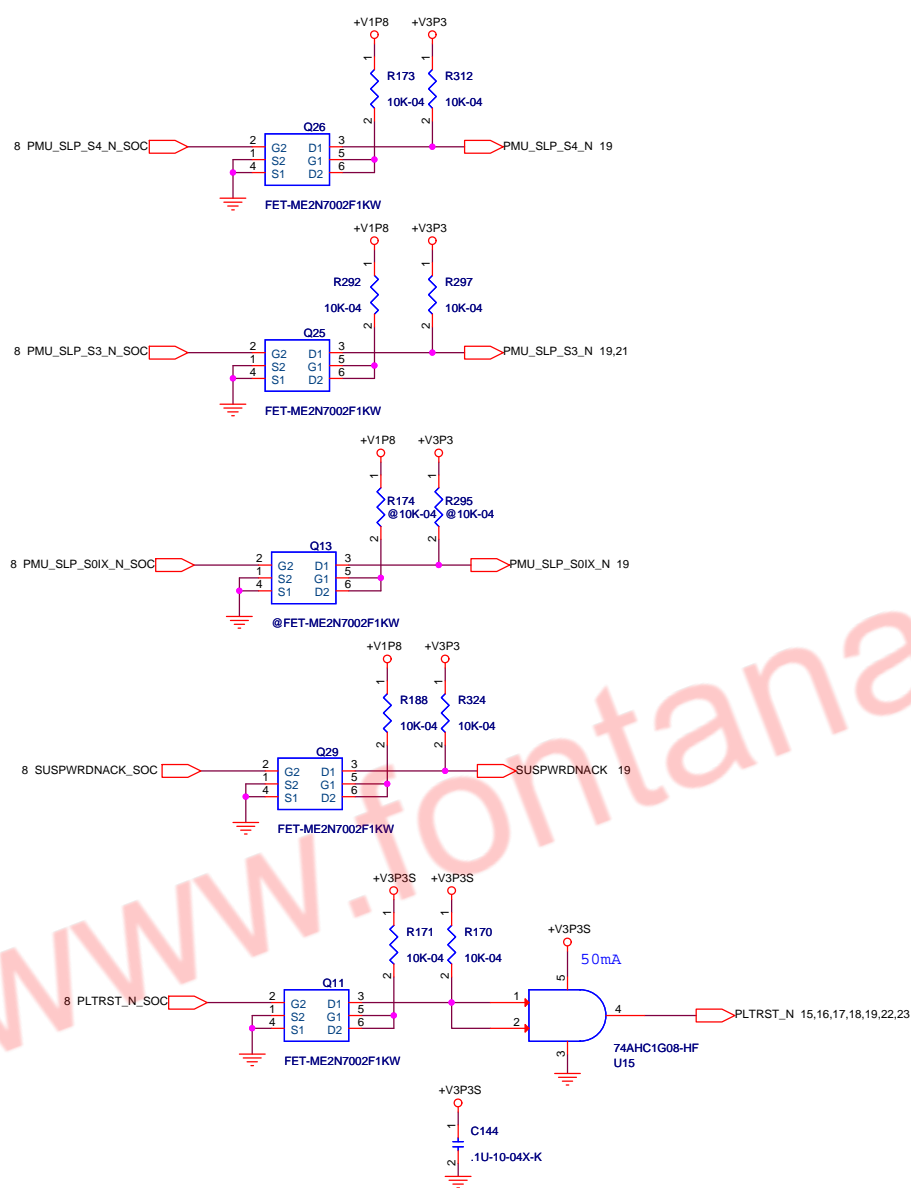 +V1P8 +V3P3
1 1
R173 R312
10K-04 10K-04
2 2
Q26
8 PMU_SLP_S4_N_SOC 2 G2 D1 3 PMU_SLP_S4_N 19
1 S2 G1 5
4 S1 D2 6
FET-ME2N7002F1KW
+V1P8 +V3P3
1 1
R292 R297
10K-04 10K-04
2 2
Q25
8 PMU_SLP_S3_N_SOC 2 G2 D1 3 PMU_SLP_S3_N 19,21
1 S2 G1 5
4 S1 D2 6
FET-ME2N7002F1KW
+V1P8 +V3P3
1 1
R174 R295
@10K-04 @10K-04
2 2
Q13
8 PMU_SLP_S0IX_N_SOC 2 G2 D1 3 PMU_SLP_S0IX_N 19
1 S2 G1 5
4 S1 D2 6
@FET-ME2N7002F1KW
+V1P8 +V3P3
1 1
R188 R324
10K-04 10K-04
2 2
Q29
8 SUSPWRDNACK_SOC 2 G2 D1 3 SUSPWRDNACK 19
1 S2 G1 5
4 S1 D2 6
FET-ME2N7002F1KW
+V3P3S +V3P3S
1 1
R171 R170
10K-04 10K-04
2 2
+V3P3S
50mA
5
Q11
8 PLTRST_N_SOC 2 G2 D1 3 1 4 PLTRST_N 15,16,17,18,19,22,23
1 S2 G1 5
4 S1 D2 6 2
3
74AHC1G08-HF
U15
FET-ME2N7002F1KW
+V3P3S
1
C144
.1U-10-04X-K
2
www.fontana